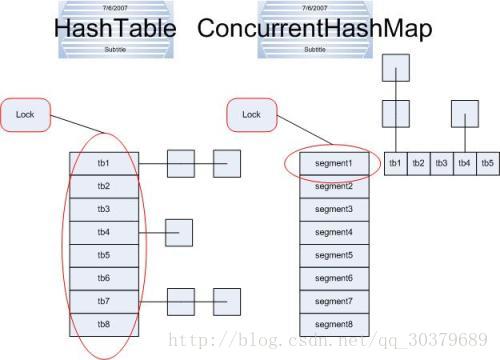 7/6/2007
HashTable
Subtitle
Lock
tb1
tb2
tb3
tb4
tb5
tb6
tb7
tb8
7/6/2007
ConcurrentHashMap
Subtitle
Lock
segment1
segment2
segment3
segment4
segment5
segment6
segment7
segment8
tb1 tb2 tb3 tb4 tb5
http://blog.csdn.net/qq_30379689